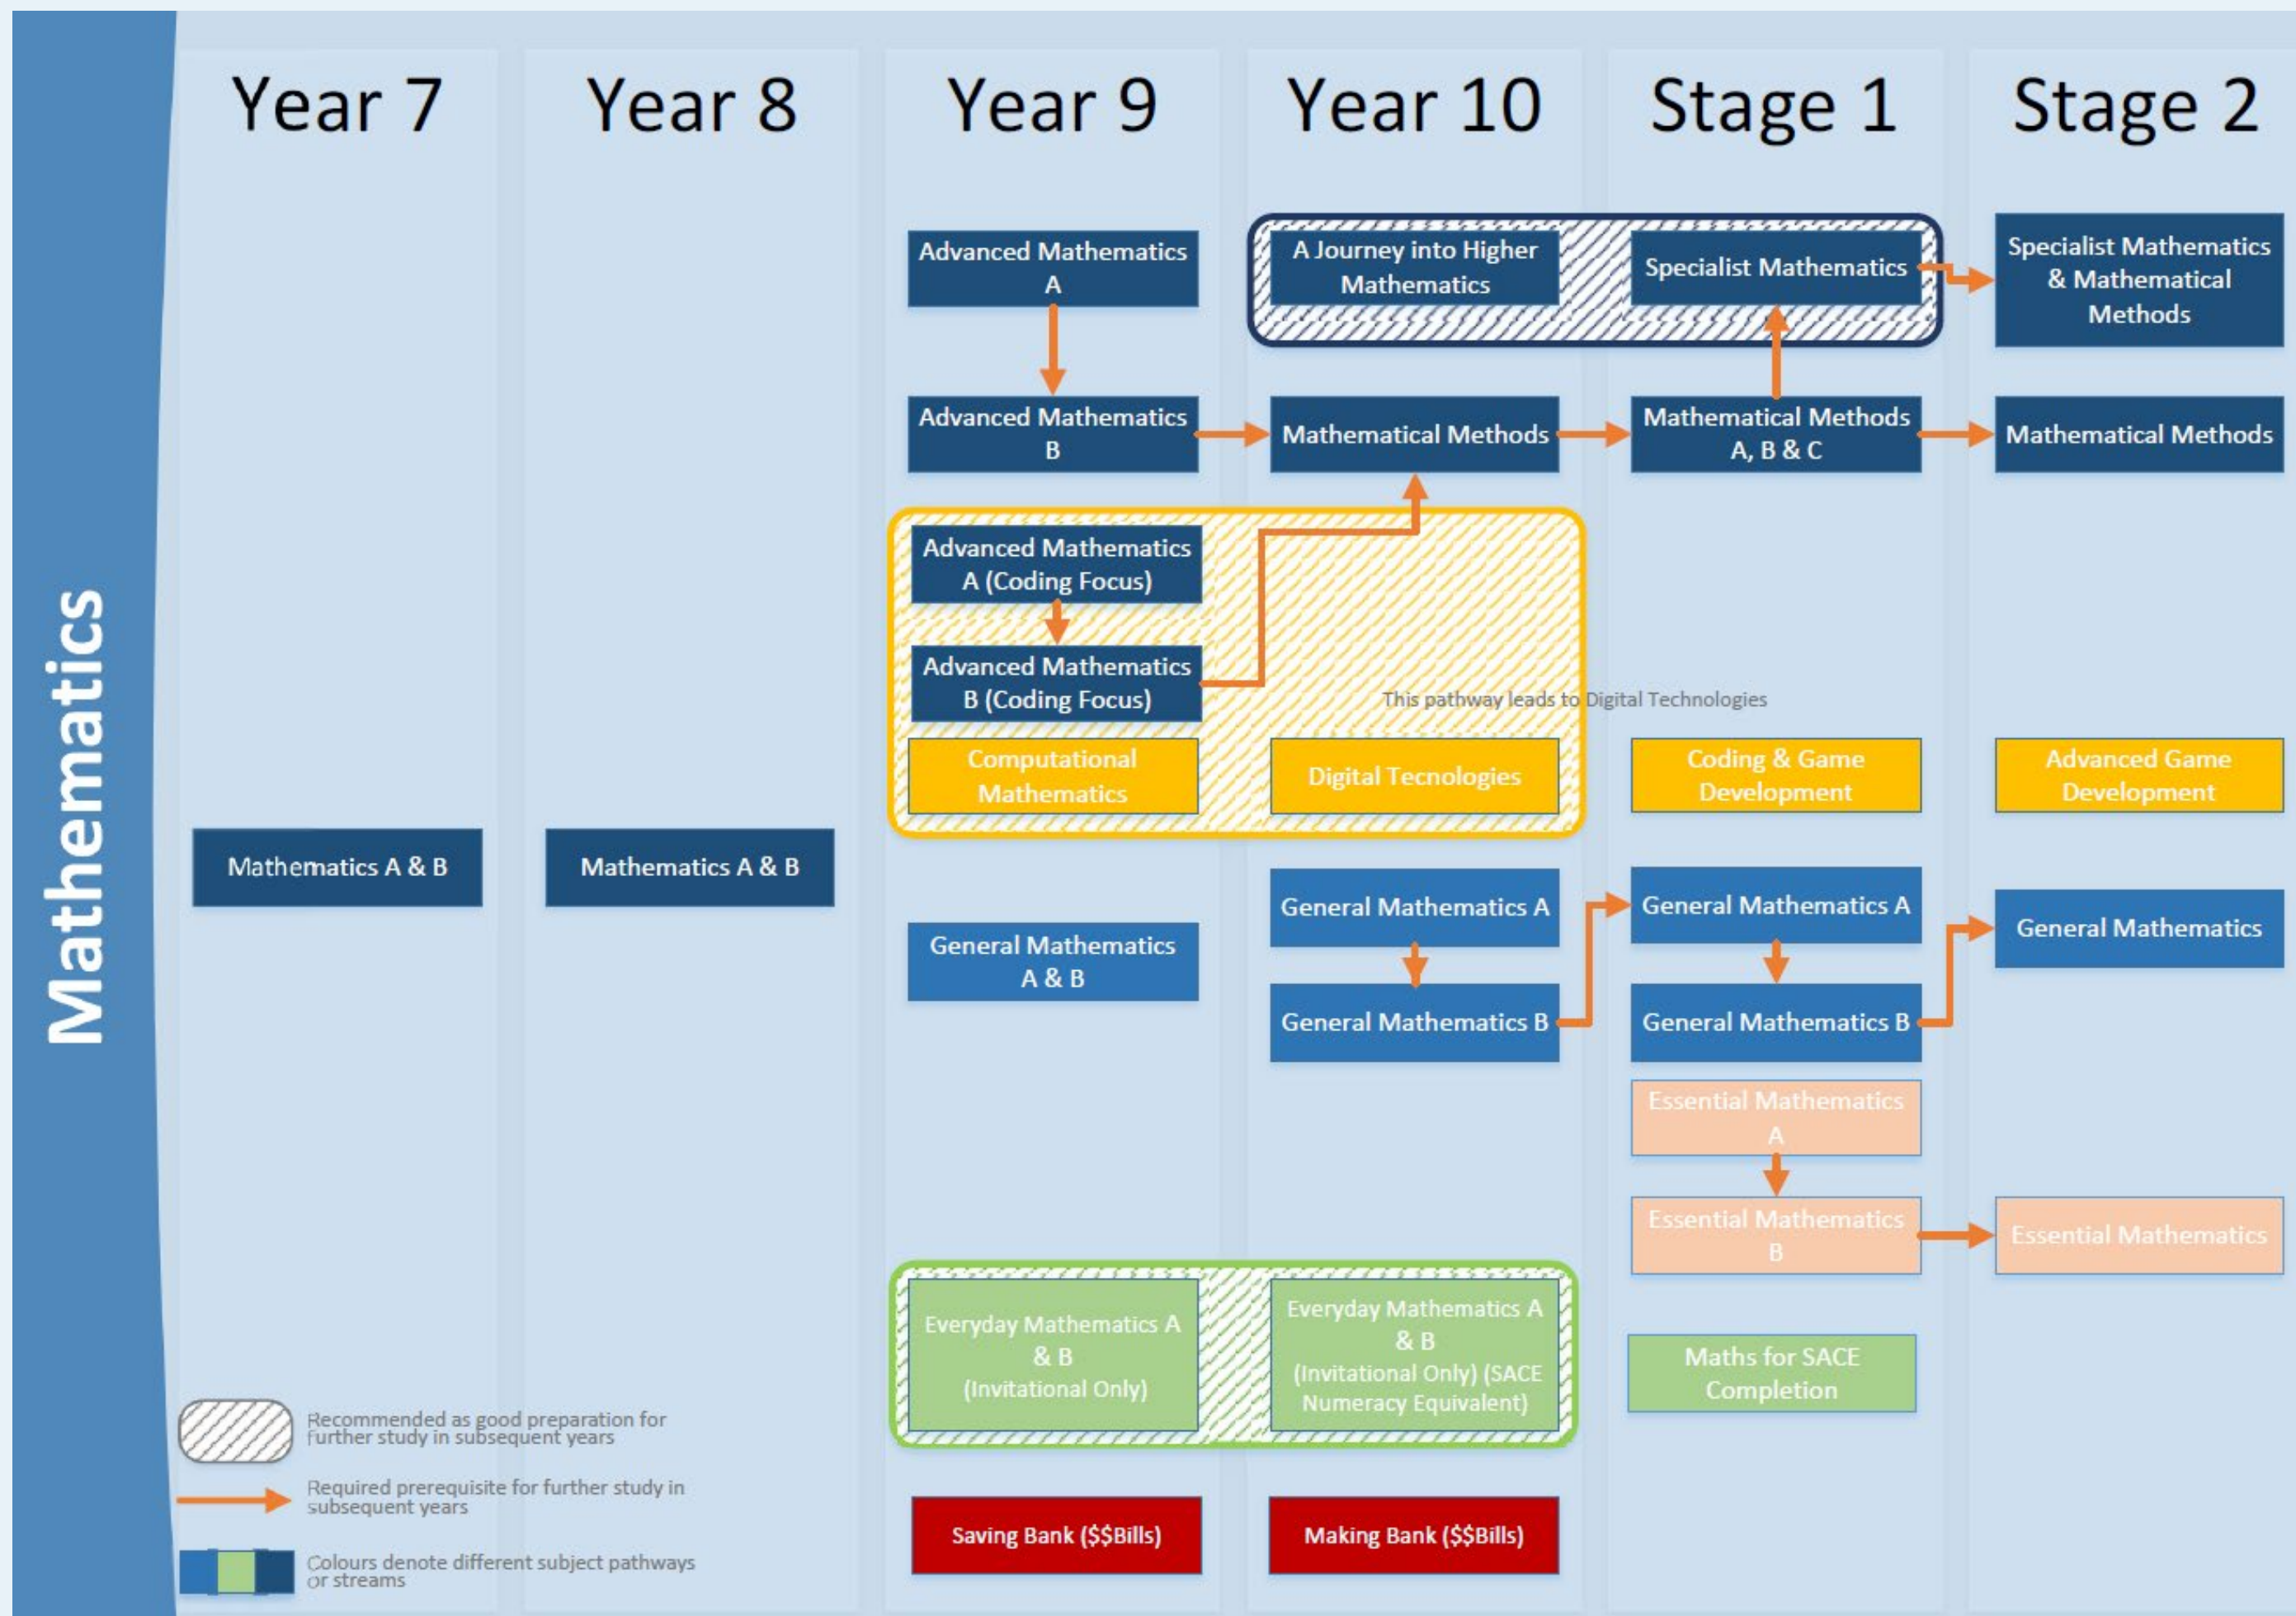 Mathematics
Year 7
Year 8
Year 9
Year 10
Stage 1
Stage 2
Advanced Mathematics
A
A Journey into Higher
Mathematics
Specialist Mathematics
Specialist Mathematics
& Mathematical
Methods
Advanced Mathematics
B
Mathematical Methods
Mathematical Methods
A, B & C
Mathematical Methods
Advanced Mathematics
A (Coding Focus)
Advanced Mathematics
B (Coding Focus)
This pathway leads to Digital Technologies
Computational
Mathematics
Digital Tecnologies
Coding & Game
Development
Advanced Game
Development
Mathematics A & B
Mathematics A & B
General Mathematics
A & B
General Mathematics A
General Mathematics A
General Mathematics
General Mathematics B
General Mathematics B
Essential Mathematics
A
Essential Mathematics
B
Essential Mathematics
Everyday Mathematics A
& B
(Invitational Only)
Everyday Mathematics A
& B
(Invitational Only) (SACE
Numeracy Equivalent)
Maths for SACE
Completion
Saving Bank ($$Bills)
Making Bank ($$Bills)
Recommended as good preparation for
further study in subsequent years
Required prerequisite for further study in
subsequent years
Colours denote different subject pathways
or streams